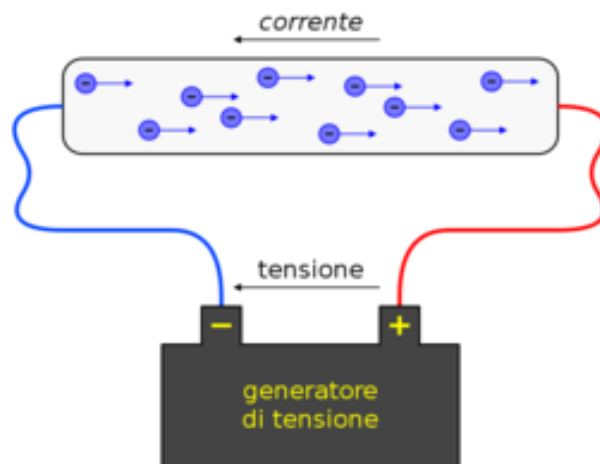 corrente
tensione
− +
generatore
di tensione